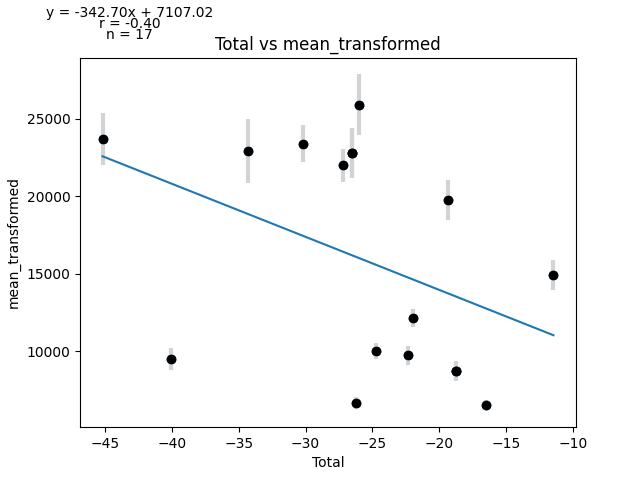 y = -342.70x + 7107.02
r = -0.40
n = 17
Total vs mean_transformed
25000
20000
15000
10000
mean_transformed
−45 −40 −35 −30 −25 −20 −15 −10
Total